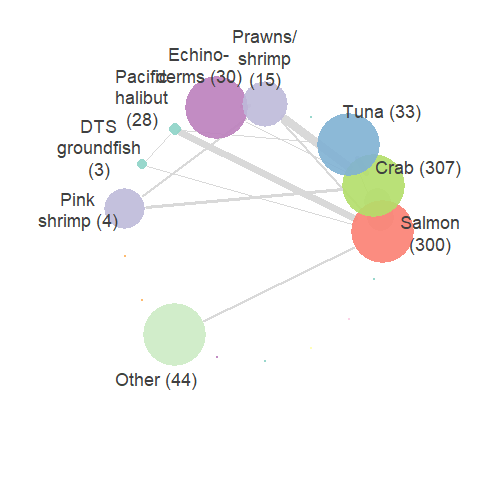 Prawns/
shrimp
(15)
Echino-
derms (30)
Pacific
halibut
(28)
Tuna (33)
DTS
groundfish
(3)
Crab (307)
Pink
shrimp (4)
Salmon
(300)
Other (44)